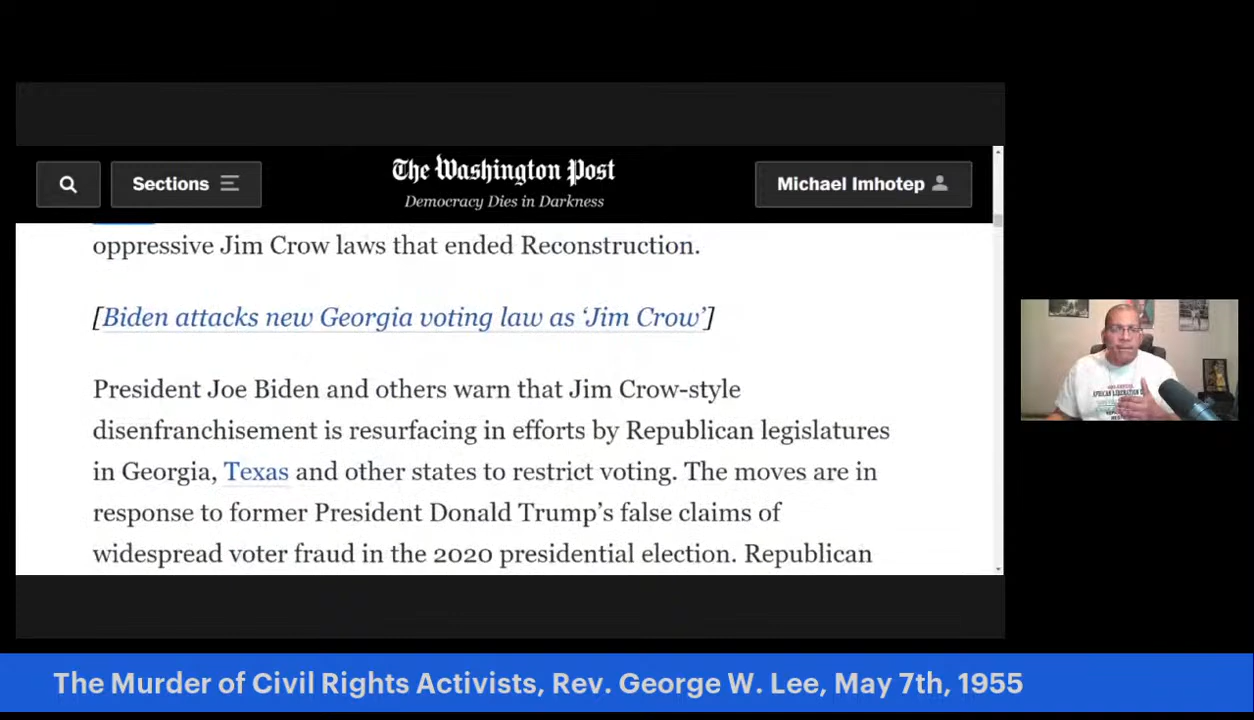 The Washington Post
Sections
Democracy Dies in Darkness
Michael Imhotep
oppressive Jim Crow laws that ended Reconstruction.
[Biden attacks new Georgia voting law as ‘Jim Crow’]
President Joe Biden and others warn that Jim Crow-style
disenfranchisement is resurfacing in efforts by Republican legislatures
in Georgia, Texas and other states to restrict voting. The moves are in
response to former President Donald Trump’s false claims of
widespread voter fraud in the 2020 presidential election. Republican
AFRICAN LIBERATION
The Murder of Civil Rights Activists, Rev. George W. Lee, May 7th, 1955